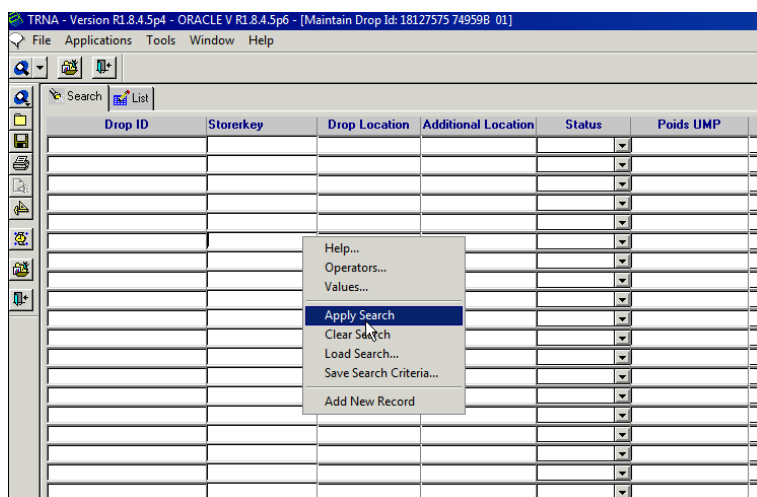 TRNA - Version R1.8.4.5p4 - ORACLE V R1.8.4.5p6 - [Maintain Drop Id: 18127575 74959B 01]
File Applications Tools Window Help
Search List
Drop ID Storerkey Drop Location Additional Location Status Poids UMP
Help...
Operators...
Values...
Apply Search
Clear Search
Load Search...
Save Search Criteria...
Add New Record